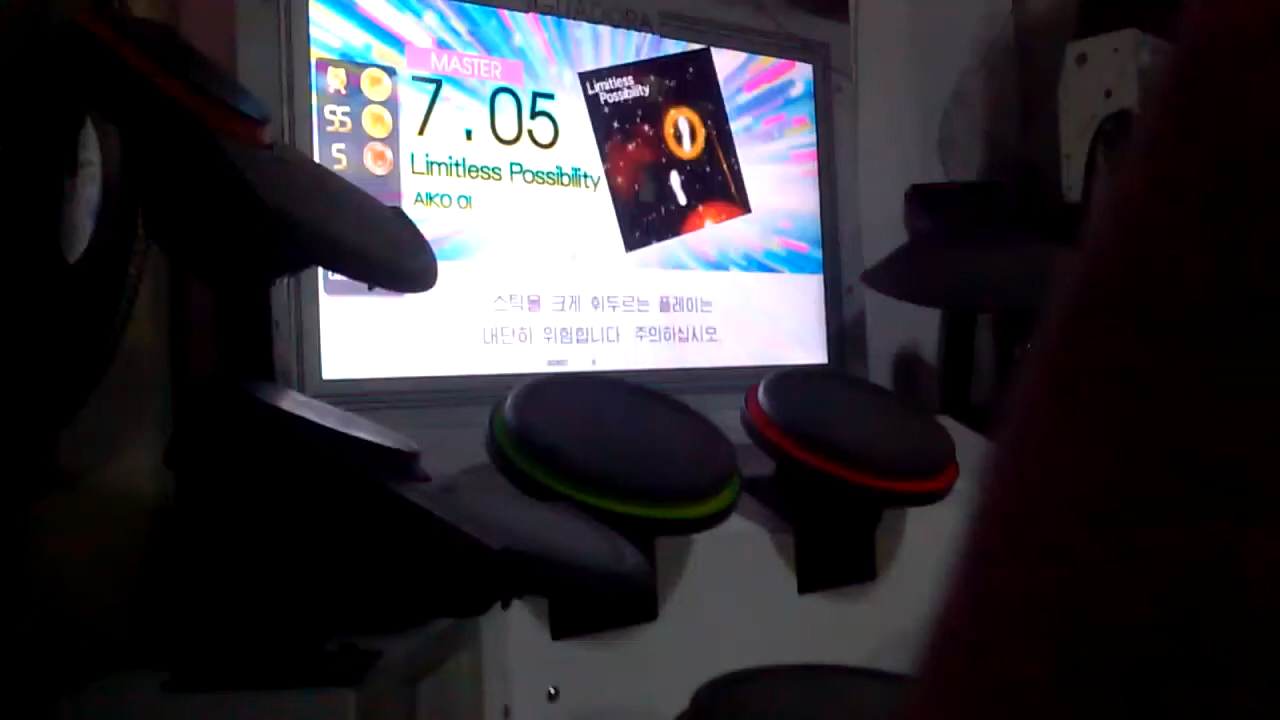 MASTER
7.05
Limitless Possibility
AIKO OI
SS
S
Limitless
Possibility
스틱을 크게 휘두르는 플레이는
대단히 위험합니다 주의하십시오